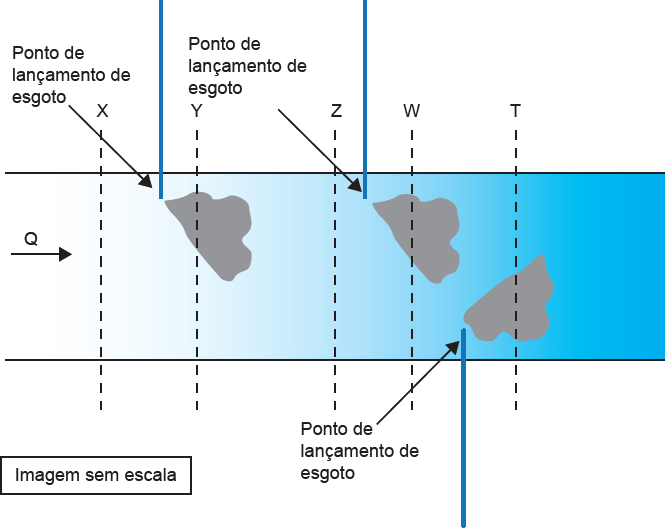 Ponto de
lançamento de
esgoto
Ponto de
lançamento de
esgoto
X
Y
Z
W
T
Q
Ponto de
lançamento de
esgoto
Imagem sem escala